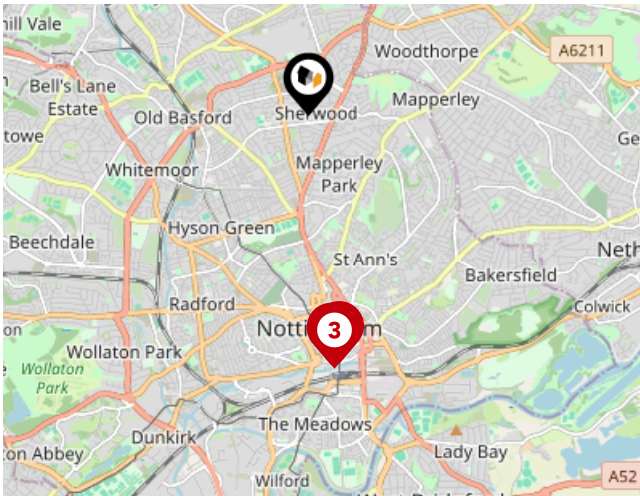 hill Vale
Woodthorpe
A6211
Bell's Lane
Estate
Mapperley
Old Basford
Sherwood
towe
Ge
Mapperley
Park
Whitemoor
Hyson Green
Beechdale
Neth
St Ann's
Bakersfield
Radford
Colwick
on
Notti
m
3
Wollaton Park
Wollaton
Park
The Meadows
Dunkirk
on Abbey
Lady Bay
Wilford
A52